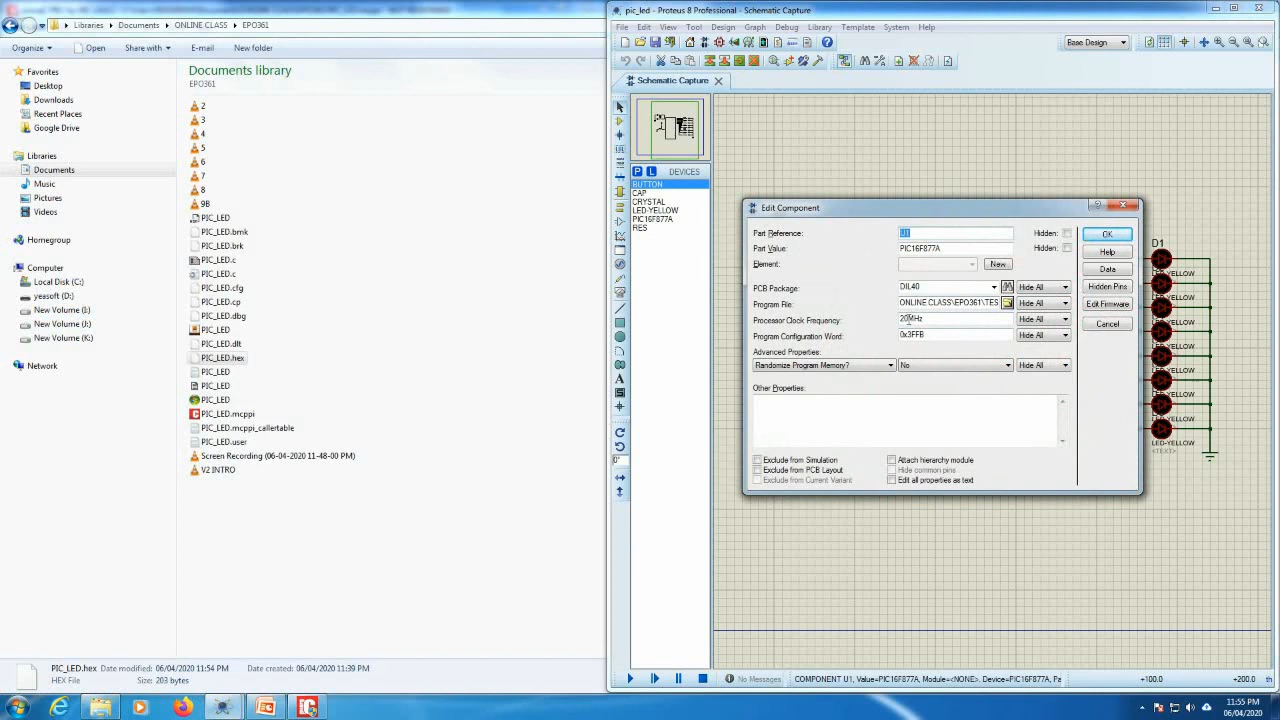 Libraries ▸ Documents ▸ ONLINE CLASS ▸ EPO361
Organize ▾ Open Share with ▾ E-mail New folder
Favorites
Desktop
Downloads
Recent Places
Google Drive
Libraries
Documents
Music
Pictures
Videos
Homegroup
Computer
Local Disk (C:)
yeasoft (D:)
New Volume (I:)
New Volume (J:)
New Volume (K:)
Network
Documents library
EPO361
2
3
4
5
6
7
8
9B
PIC_LED
PIC_LED.bmk
PIC_LED.brk
PIC_LED.c
PIC_LED.c
PIC_LED.cfg
PIC_LED.cp
PIC_LED.dbg
PIC_LED
PIC_LED.dlt
PIC_LED.hex
PIC_LED
PIC_LED
PIC_LED
PIC_LED.mcppi
PIC_LED.mcppi_callertable
PIC_LED.user
Screen Recording (06-04-2020 11-48-00 PM)
V2 INTRO
PIC_LED.hex Date modified: 06/04/2020 11:54 PM Date created: 06/04/2020 11:39 PM
HEX File Size: 203 bytes
pic_led - Proteus 8 Professional - Schematic Capture
File Edit View Tool Design Graph Debug Library Template System Help
Base Design
Schematic Capture
P L DEVICES
BUTTON
CAP
CRYSTAL
LED-YELLOW
PIC16F877A
RES
0°
Edit Component
Part Reference: U1 Hidden: OK
Part Value: PIC16F877A Hidden: Help
Element: New Data
PCB Package: DIL40 Hide All Hidden Pins
Program File: ONLINE CLASS\EPO361\TES Hide All Edit Firmware
Processor Clock Frequency: 20MHz Hide All Cancel
Program Configuration Word: 0x3FFB Hide All
Advanced Properties:
Randomize Program Memory? No Hide All
Other Properties:
Exclude from Simulation Attach hierarchy module
Exclude from PCB Layout Hide common pins
Exclude from Current Variant Edit all properties as text
D1
LED-YELLOW
LED-YELLOW
LED-YELLOW
LED-YELLOW
LED-YELLOW
LED-YELLOW
LED-YELLOW
LED-YELLOW
<TEXT>
No Messages COMPONENT U1, Value=PIC16F877A, Module=<NONE>, Device=PIC16F877A, +100.0 +200.0 th
11:55 PM
06/04/2020